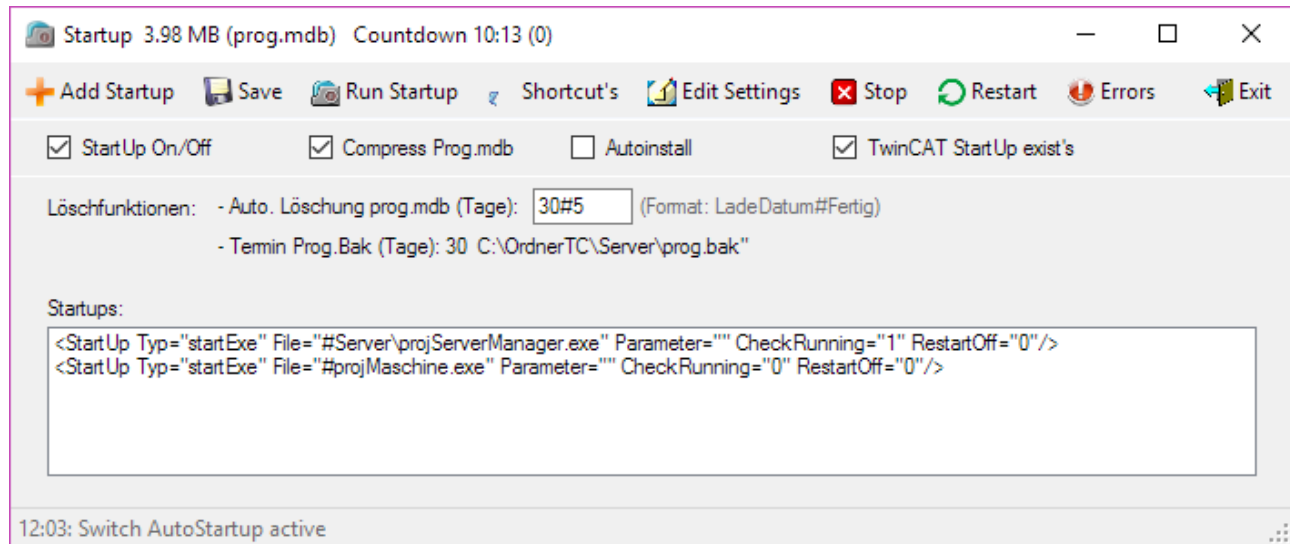 Startup 3.98 MB (prog.mdb) Countdown 10:13 (0)
Add Startup Save Run Startup Shortcut's Edit Settings Stop Restart Errors Exit
StartUp On/Off Compress Prog.mdb Autoinstall TwinCAT StartUp exist's
Löschfunktionen: - Auto. Löschung prog.mdb (Tage): 30#5 (Format: LadeDatum#Fertig)
- Termin Prog.Bak (Tage): 30 C:\OrdnerTC\Server\prog.bak"
Startups:
<StartUp Typ="startExe" File="#Server\projServerManager.exe" Parameter="" CheckRunning="1" RestartOff="0"/>
<StartUp Typ="startExe" File="#projMaschine.exe" Parameter="" CheckRunning="0" RestartOff="0"/>
12:03: Switch AutoStartup active